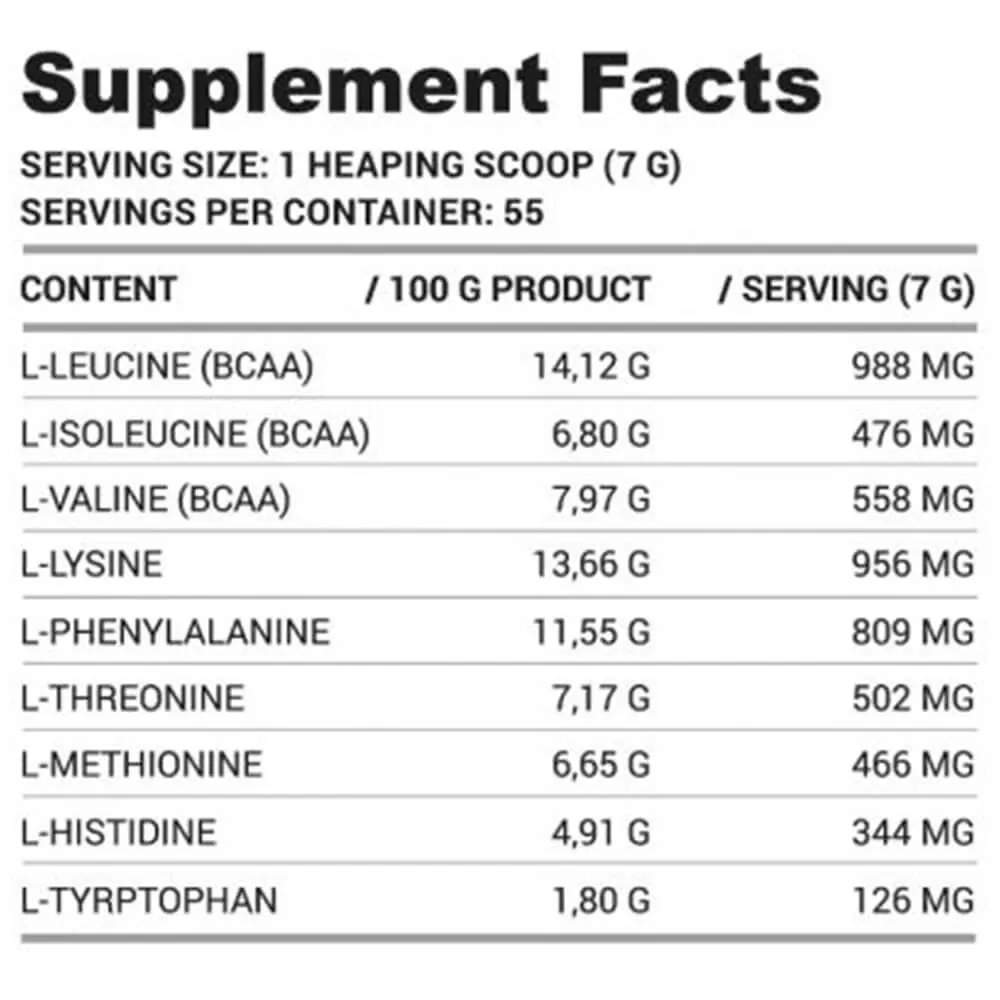 Supplement Facts
SERVING SIZE: 1 HEAPING SCOOP (7 G)
SERVINGS PER CONTAINER: 55
CONTENT / 100 G PRODUCT / SERVING (7 G)
L-LEUCINE (BCAA) 14,12 G 988 MG
L-ISOLEUCINE (BCAA) 6,80 G 476 MG
L-VALINE (BCAA) 7,97 G 558 MG
L-LYSINE 13,66 G 956 MG
L-PHENYLALANINE 11,55 G 809 MG
L-THREONINE 7,17 G 502 MG
L-METHIONINE 6,65 G 466 MG
L-HISTIDINE 4,91 G 344 MG
L-TYRPTOPHAN 1,80 G 126 MG